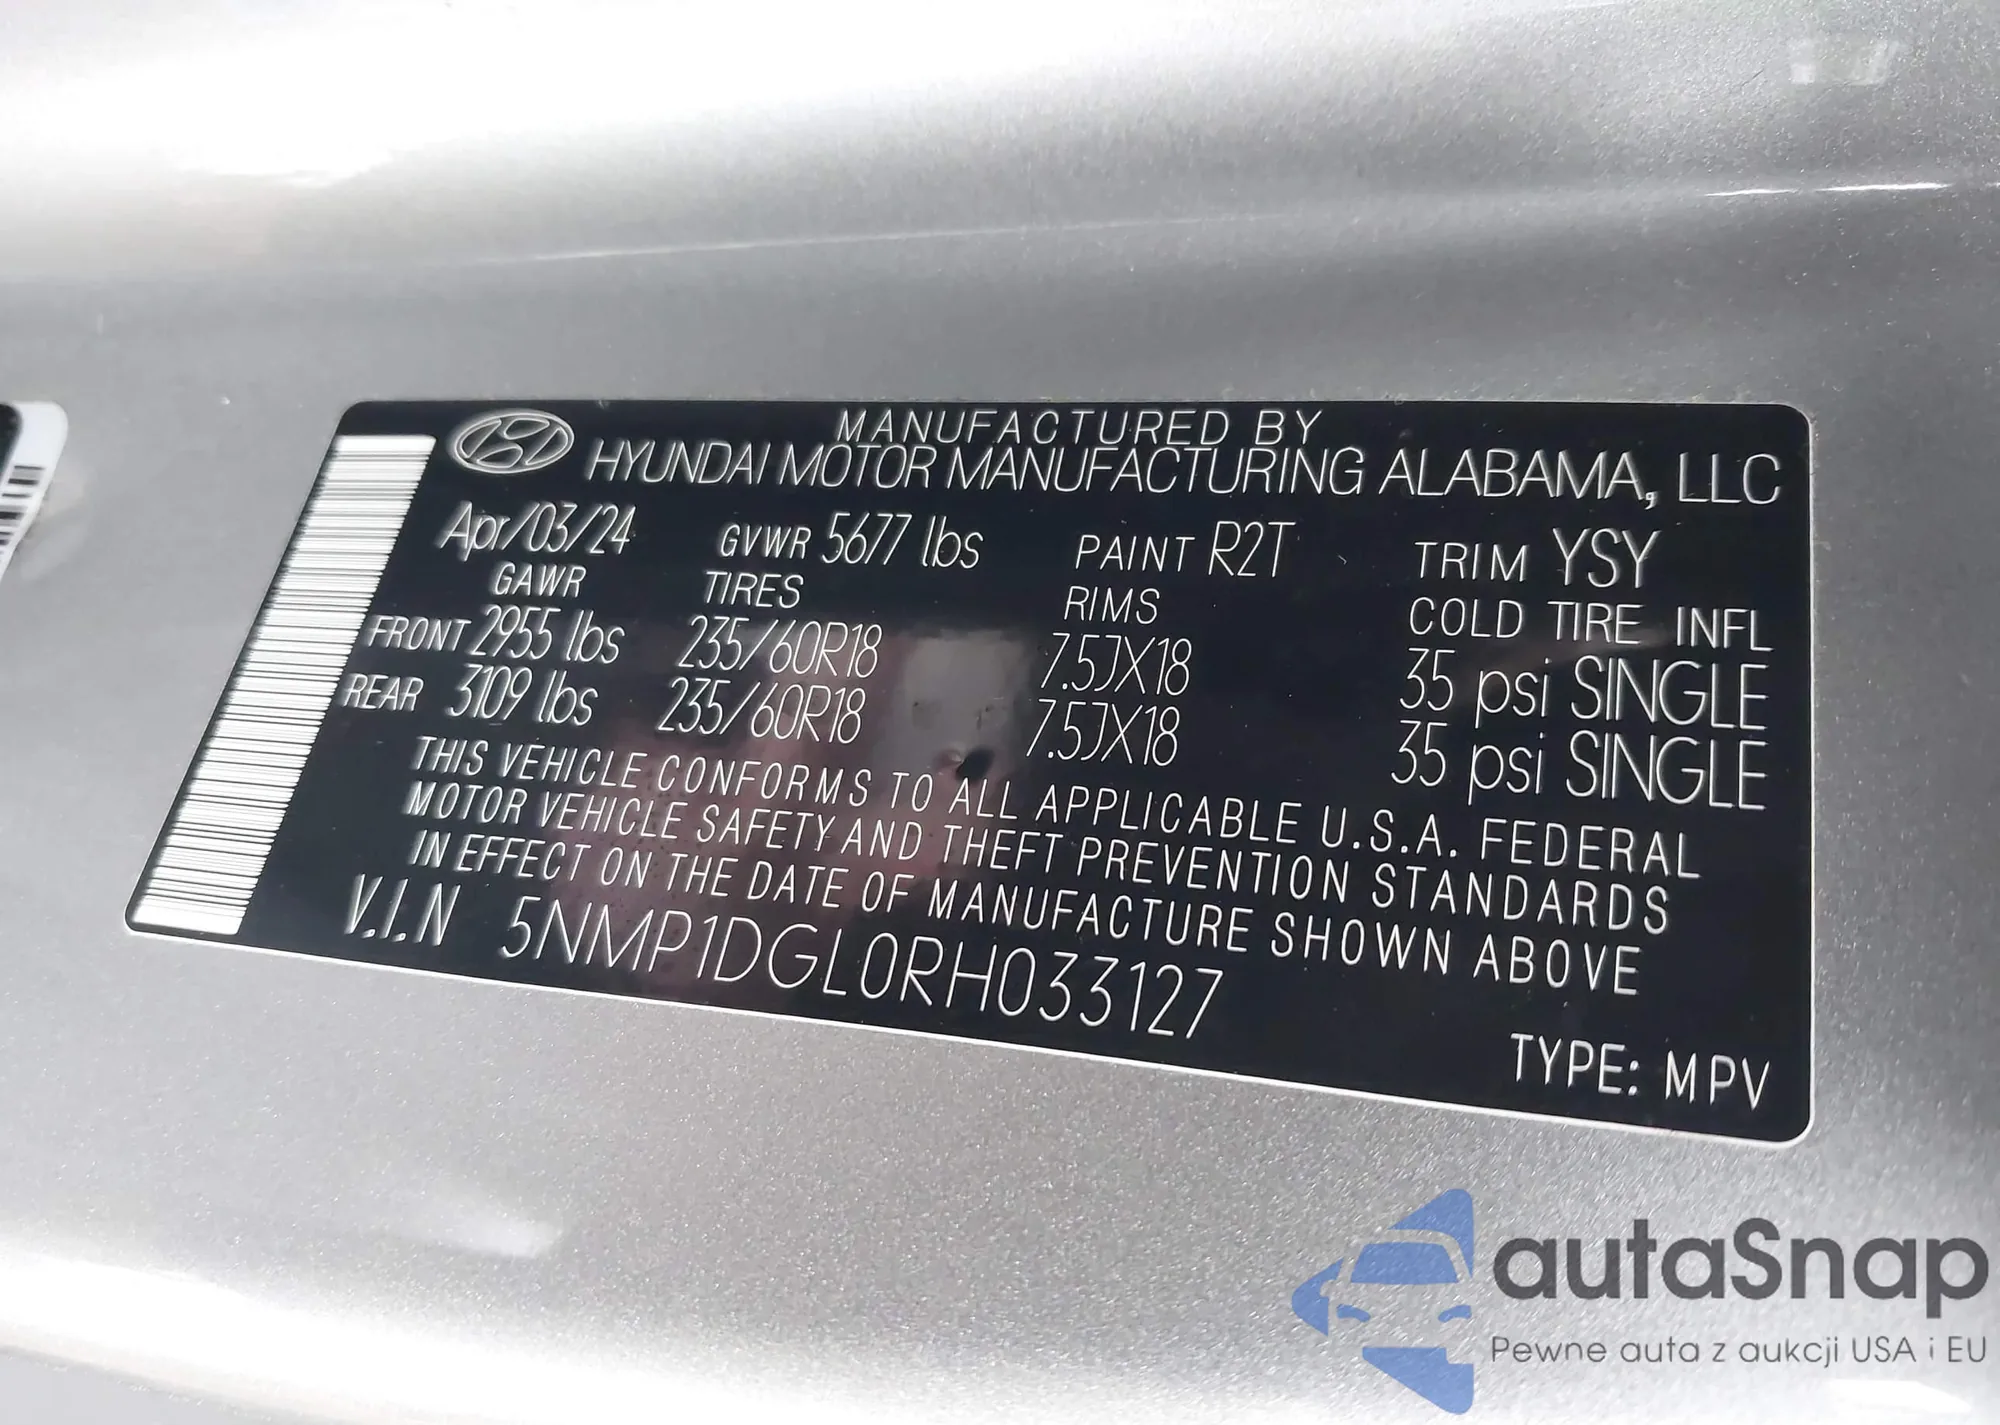 MANUFACTURED BY
HYUNDAI MOTOR MANUFACTURING ALABAMA, LLC
Apr/03/24 GVWR 5677 lbs PAINT R2T TRIM YSY
GAWR TIRES RIMS COLD TIRE INFL
FRONT 2955 lbs 235/60R18 7.5JX18 35 psi SINGLE
REAR 3109 lbs 235/60R18 7.5JX18 35 psi SINGLE
THIS VEHICLE CONFORMS TO ALL APPLICABLE U.S.A. FEDERAL
MOTOR VEHICLE SAFETY AND THEFT PREVENTION STANDARDS
IN EFFECT ON THE DATE OF MANUFACTURE SHOWN ABOVE
V.I.N 5NMP1DGL0RH033127
TYPE: MPV
autaSnap
Pewne auta z aukcji USA i EU